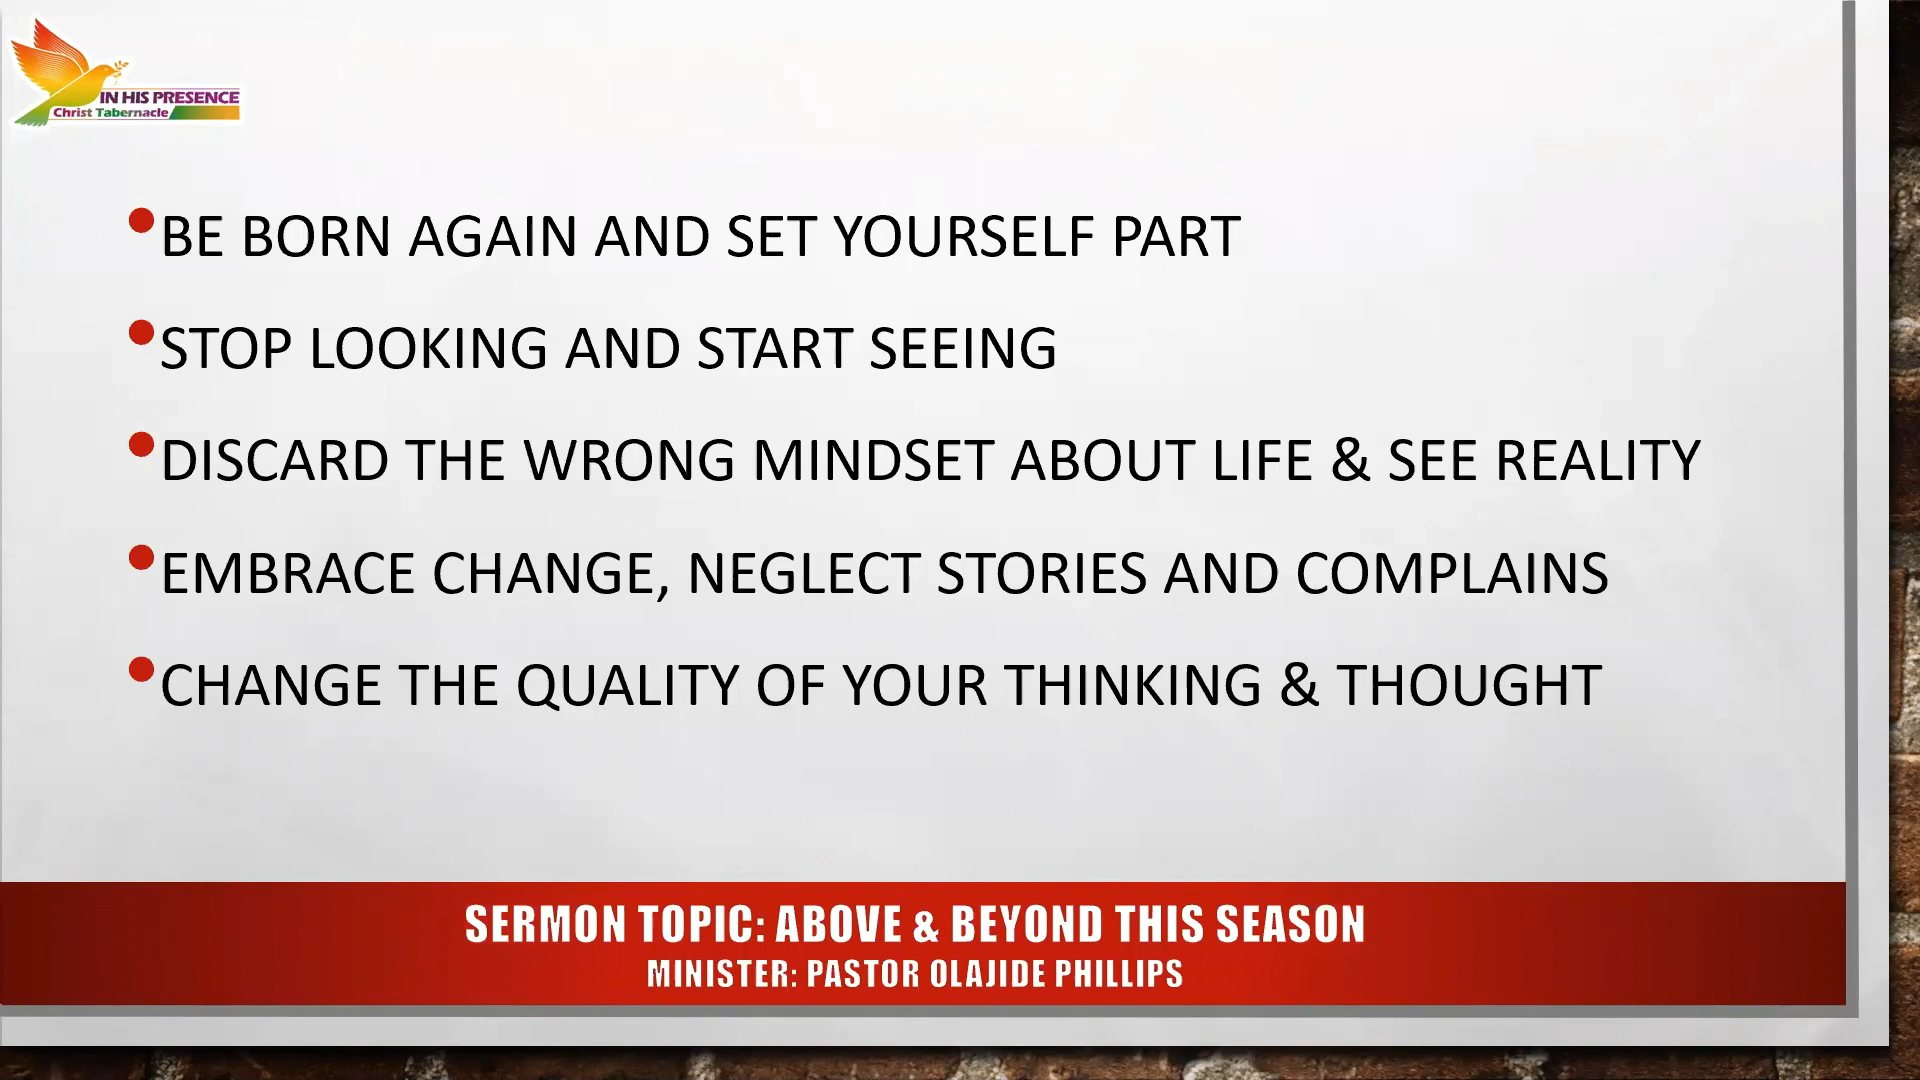 IN HIS PRESENCE
Christ Tabernacle
•BE BORN AGAIN AND SET YOURSELF PART
•STOP LOOKING AND START SEEING
•DISCARD THE WRONG MINDSET ABOUT LIFE & SEE REALITY
•EMBRACE CHANGE, NEGLECT STORIES AND COMPLAINS
•CHANGE THE QUALITY OF YOUR THINKING & THOUGHT
SERMON TOPIC: ABOVE & BEYOND THIS SEASON
MINISTER: PASTOR OLAJIDE PHILLIPS